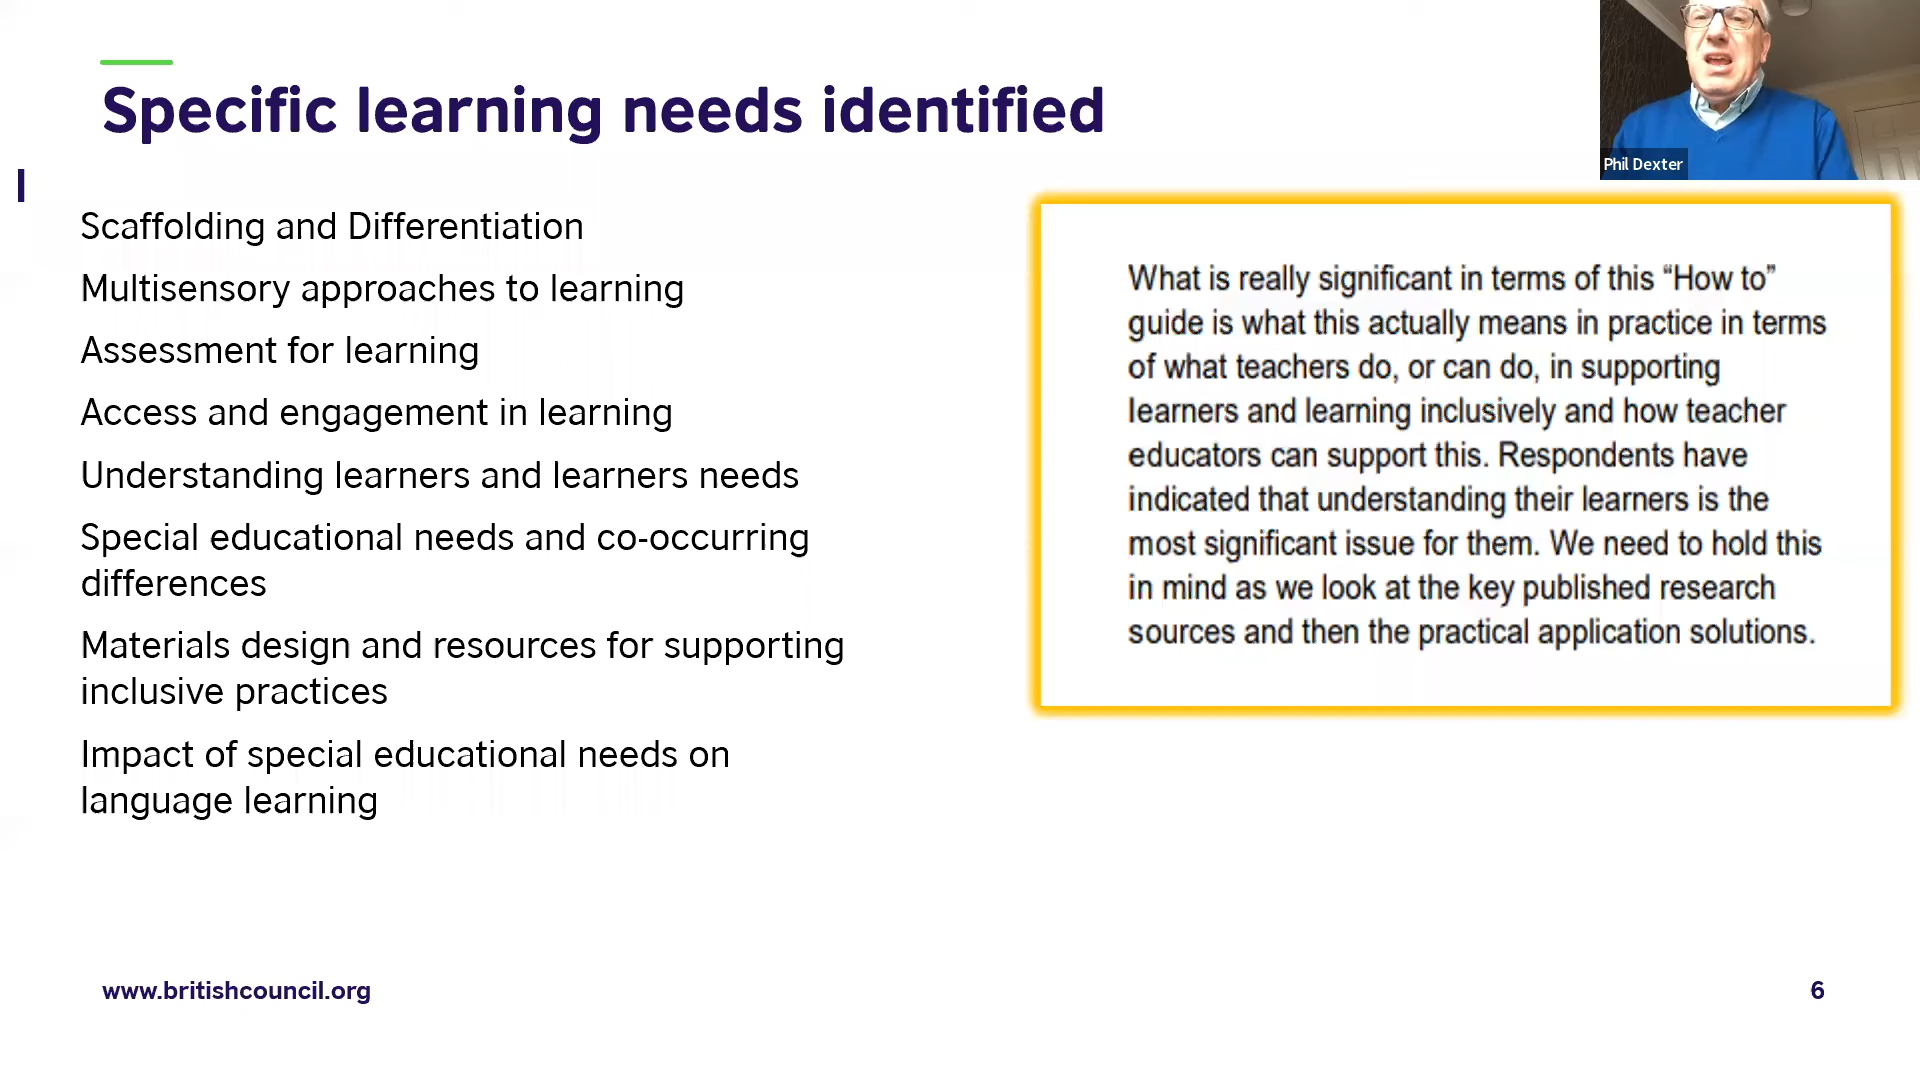 Specific learning needs identified
Phil Dexter
Scaffolding and Differentiation
Multisensory approaches to learning
Assessment for learning
Access and engagement in learning
Understanding learners and learners needs
Special educational needs and co-occurring
differences
Materials design and resources for supporting
inclusive practices
Impact of special educational needs on
language learning
What is really significant in terms of this “How to”
guide is what this actually means in practice in terms
of what teachers do, or can do, in supporting
learners and learning inclusively and how teacher
educators can support this. Respondents have
indicated that understanding their learners is the
most significant issue for them. We need to hold this
in mind as we look at the key published research
sources and then the practical application solutions.
www.britishcouncil.org
6